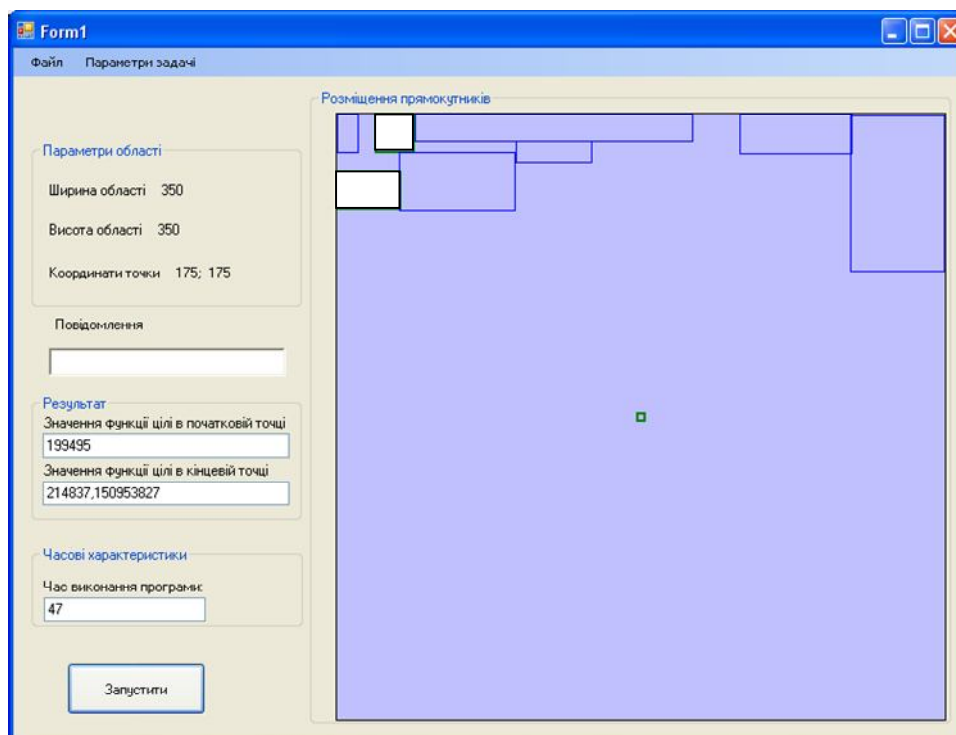 Form1
Файл Параметри задачі
Розміщення прямокутників
Параметри області
Ширина області 350
Висота області 350
Координати точки 175; 175
Повідомлення
Результат
Значення функції цілі в початковій точці
199495
Значення функції цілі в кінцевій точці
214837,150953827
Часові характеристики
Час виконання програми:
47
Запустити